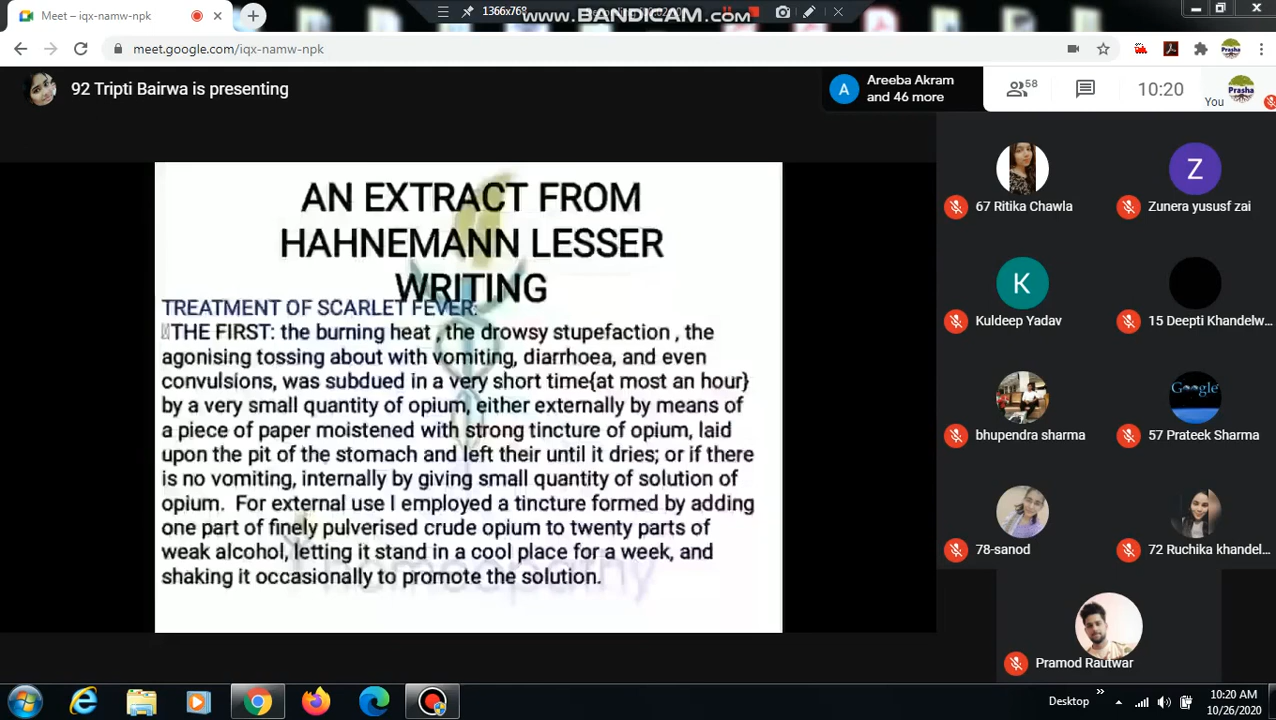 Meet – iqx-namw-npk
1366x768
www.BANDICAM.com
meet.google.com/iqx-namw-npk
92 Tripti Bairwa is presenting
A
Areeba Akram
and 46 more
58
10:20
You
Prasha
AN EXTRACT FROM
HAHNEMANN LESSER
WRITING
TREATMENT OF SCARLET FEVER:
THE FIRST: the burning heat , the drowsy stupefaction , the
agonising tossing about with vomiting, diarrhoea, and even
convulsions, was subdued in a very short time{at most an hour}
by a very small quantity of opium, either externally by means of
a piece of paper moistened with strong tincture of opium, laid
upon the pit of the stomach and left their until it dries; or if there
is no vomiting, internally by giving small quantity of solution of
opium. For external use I employed a tincture formed by adding
one part of finely pulverised crude opium to twenty parts of
weak alcohol, letting it stand in a cool place for a week, and
shaking it occasionally to promote the solution.
homoeopathy
67 Ritika Chawla
Z
Zunera yususf zai
K
Kuldeep Yadav
15 Deepti Khandelw...
bhupendra sharma
Google
57 Prateek Sharma
78-sanod
72 Ruchika khandel...
Pramod Rautwar
Desktop
10:20 AM
10/26/2020